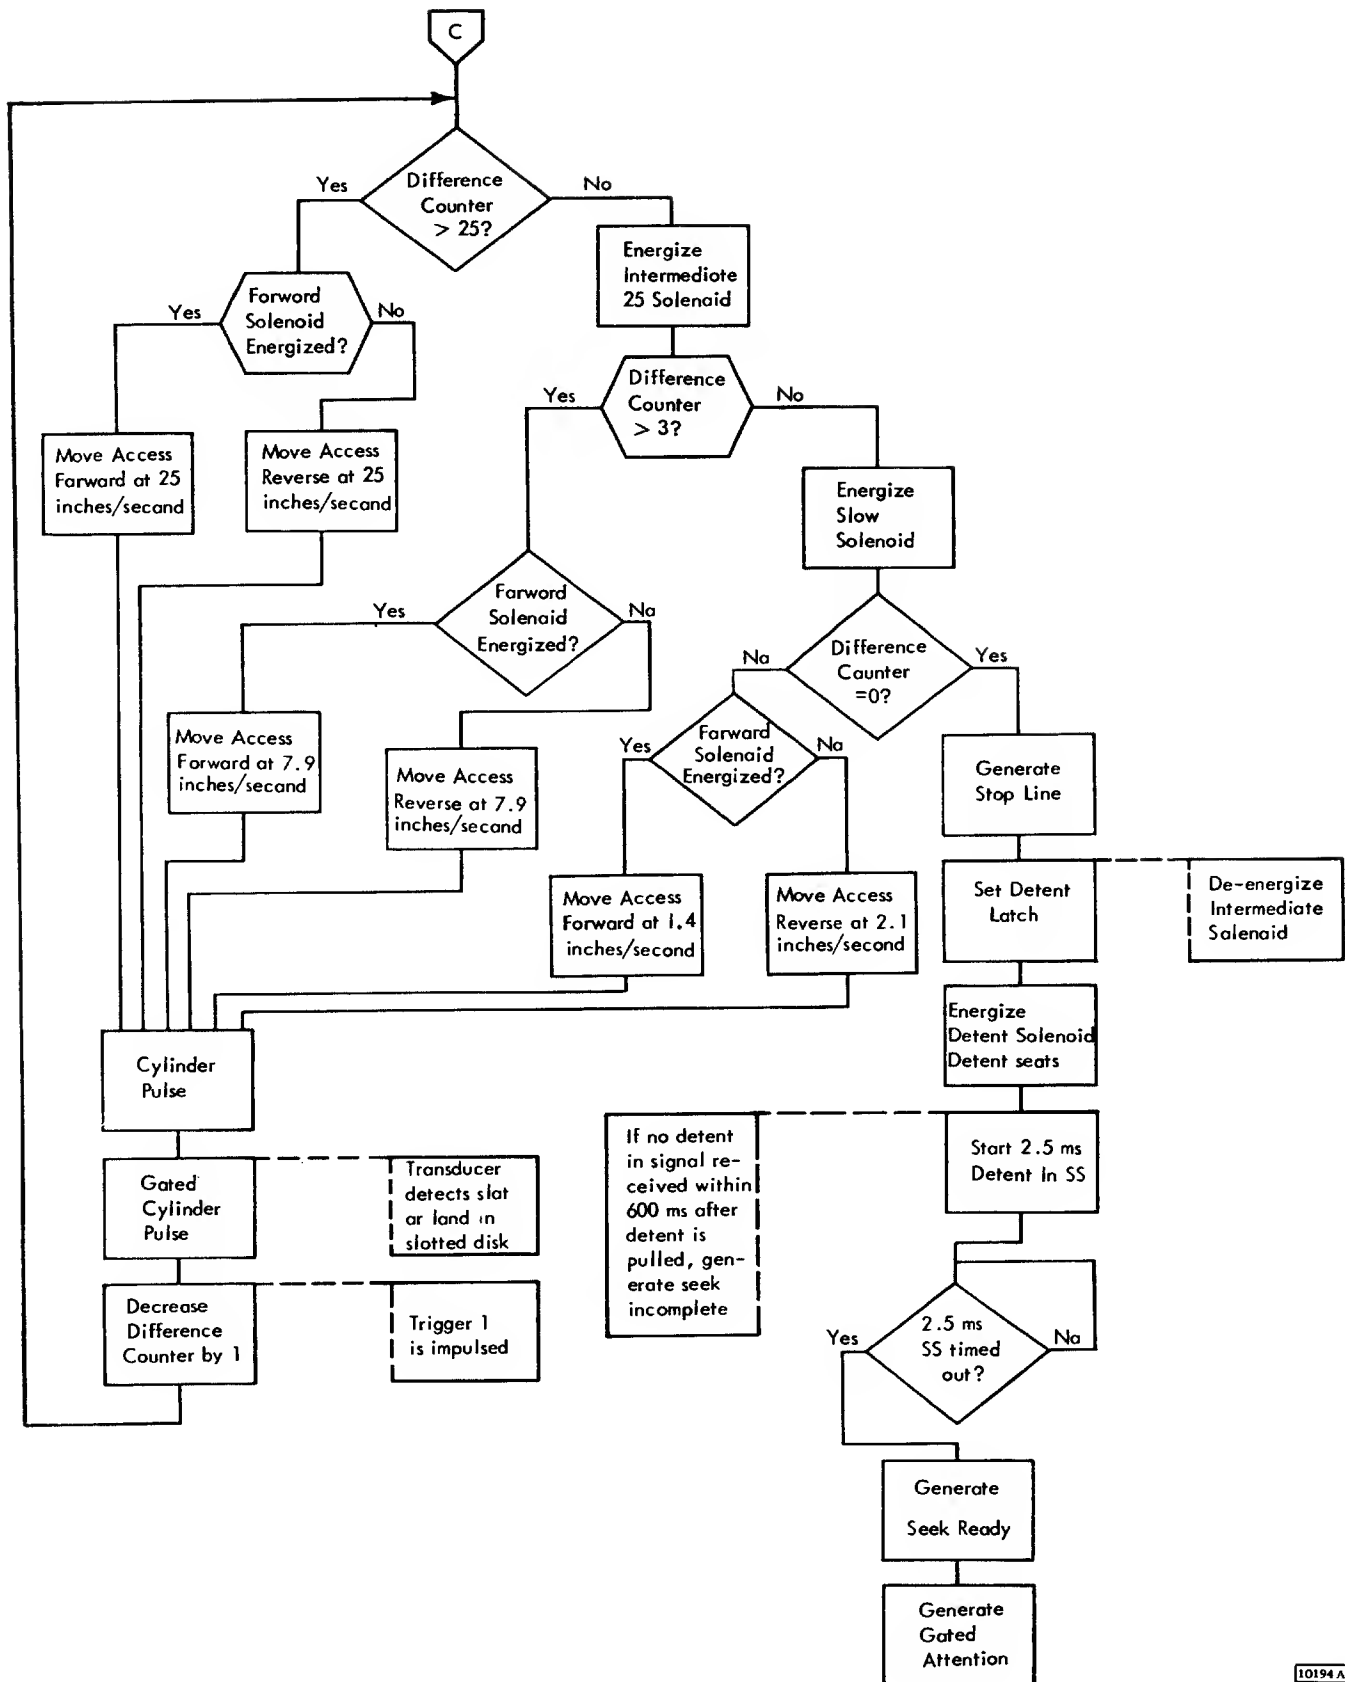 C
Difference
Counter
> 25?
Yes
No
Energize
Intermediote
25 Solenaid
Forword
Solenoid
Energized?
Yes
No
Difference
Counter
> 3?
Yes
No
Move Access
Forward at 25
inches/second
Move Access
Reverse at 25
inches/second
Energize
Slow
Solenoid
Farword
Solenaid
Energized?
Yes
Na
Difference
Caunter
=0?
Na
Yes
Move Access
Forward at 7.9
inches/second
Move Access
Reverse at 7.9
inches/second
Farward
Solenaid
Energized?
Yes
Na
Generate
Stop Line
Move Access
Forward at 1.4
inches/second
Move Access
Reverse at 2.1
inches/second
Set Detent
Latch
De-energize
Intermediate
Salenaid
Energize
Detent Solenoid
Detent seats
Cylinder
Pulse
If no detent
in signal re-
ceived within
600 ms after
detent is
pulled, gen-
erate seek
incomplete
Start 2.5 ms
Detent In SS
Gated
Cylinder
Pulse
Transducer
detects slat
ar land in
slotted disk
Decrease
Difference
Counter by 1
Trigger 1
is impulsed
2.5 ms
SS timed
out?
Yes
Na
Generate
Seek Ready
Generate
Gated
Attention
10194 A